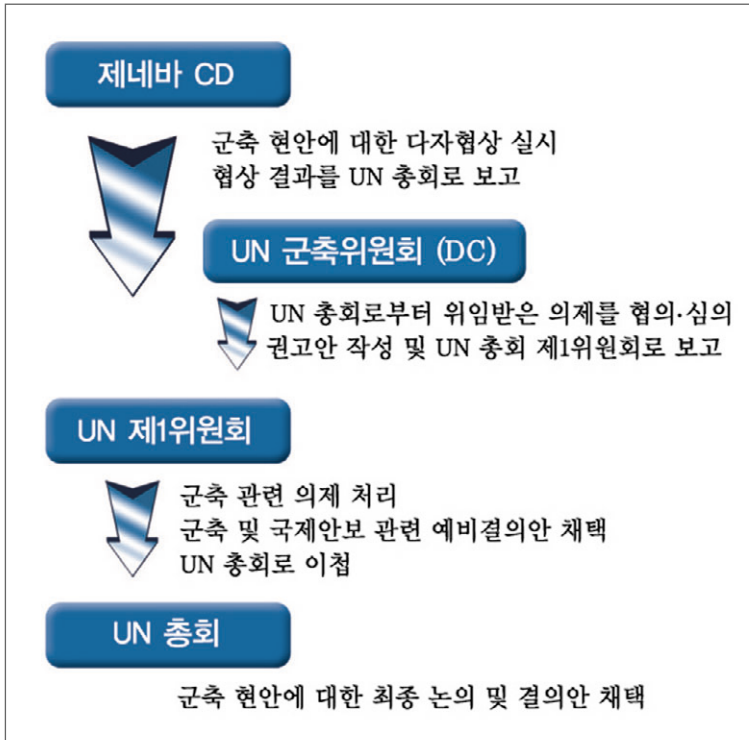 제네바 CD
군축 현안에 대한 다자협상 실시
협상 결과를 UN 총회로 보고
UN 군축위원회 (DC)
UN 총회로부터 위임받은 의제를 협의·심의
권고안 작성 및 UN 총회 제1위원회로 보고
UN 제1위원회
군축 관련 의제 처리
군축 및 국제안보 관련 예비결의안 채택
UN 총회로 이첩
UN 총회
군축 현안에 대한 최종 논의 및 결의안 채택